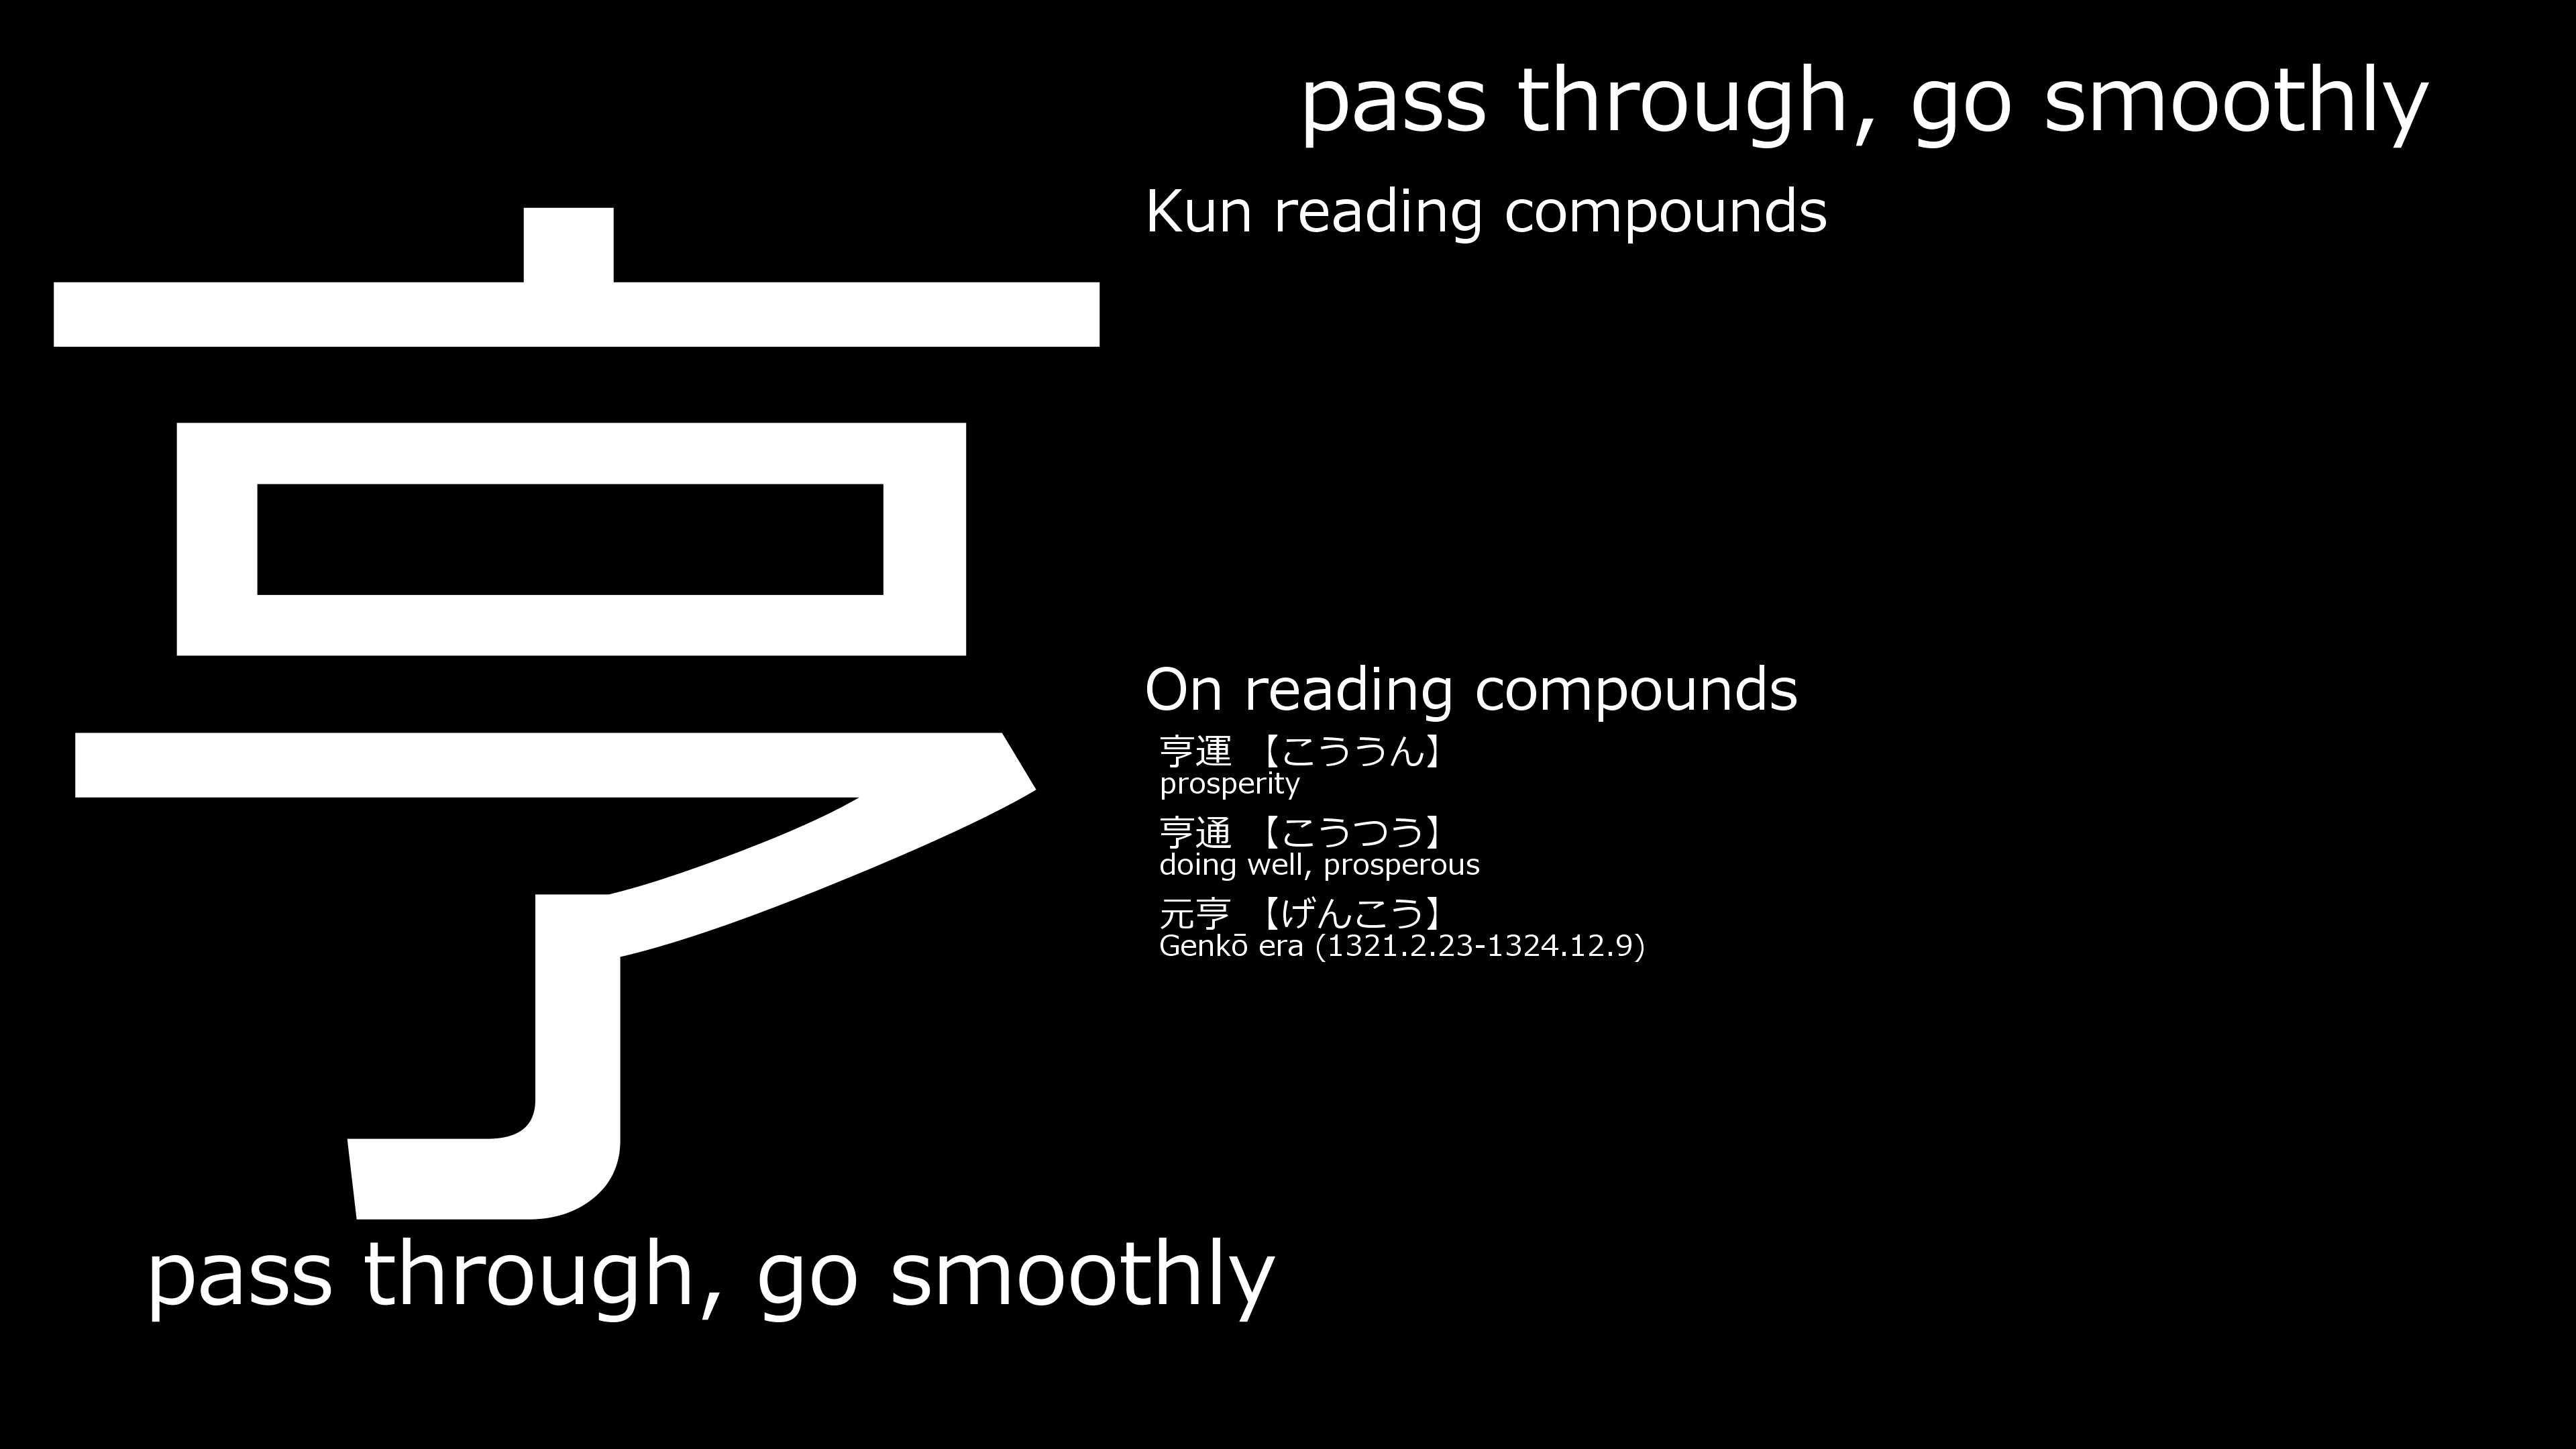 亨
pass through, go smoothly
pass through, go smoothly
Kun reading compounds
On reading compounds
亨運 【こううん】
prosperity
亨通 【こうつう】
doing well, prosperous
元亨 【げんこう】
Genkō era (1321.2.23-1324.12.9)